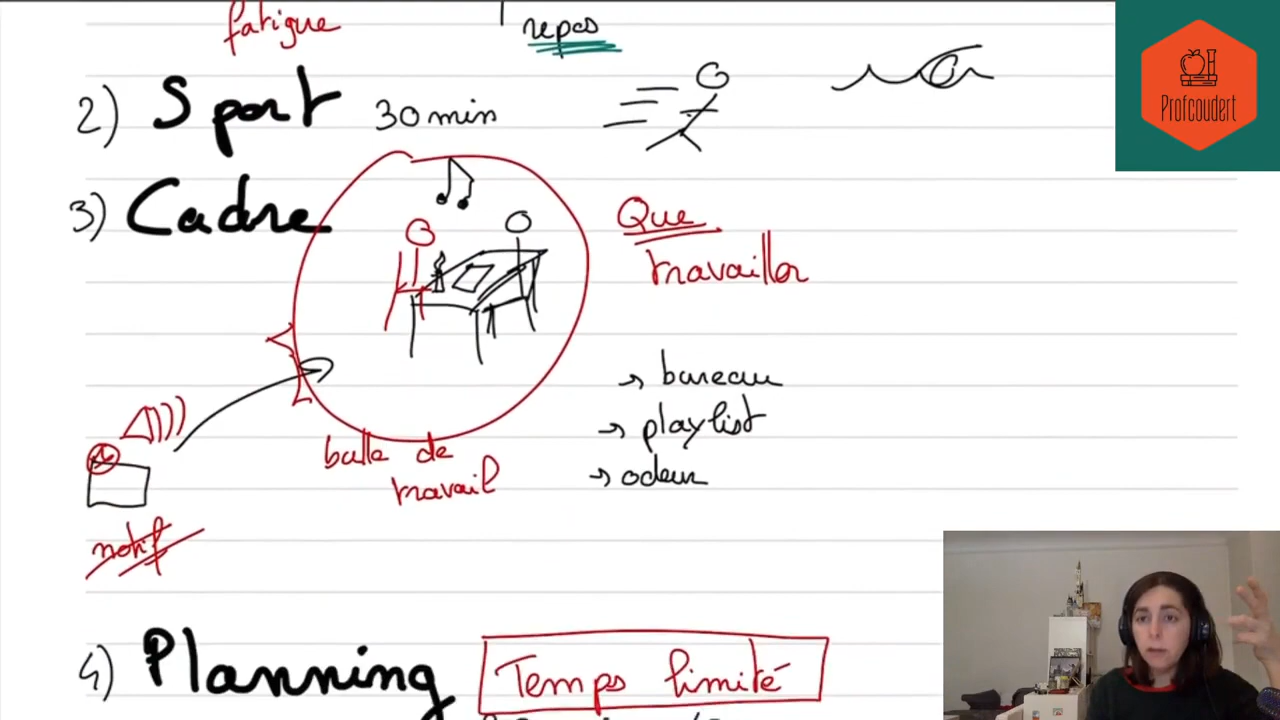 fatigue
repos
2) Sport 30 min
3) Cadre
Que
travailler
→ bureau
→ playlist
→ odeur
bulle de
travail
notif
4) Planning
Temps limité
Profcoudert